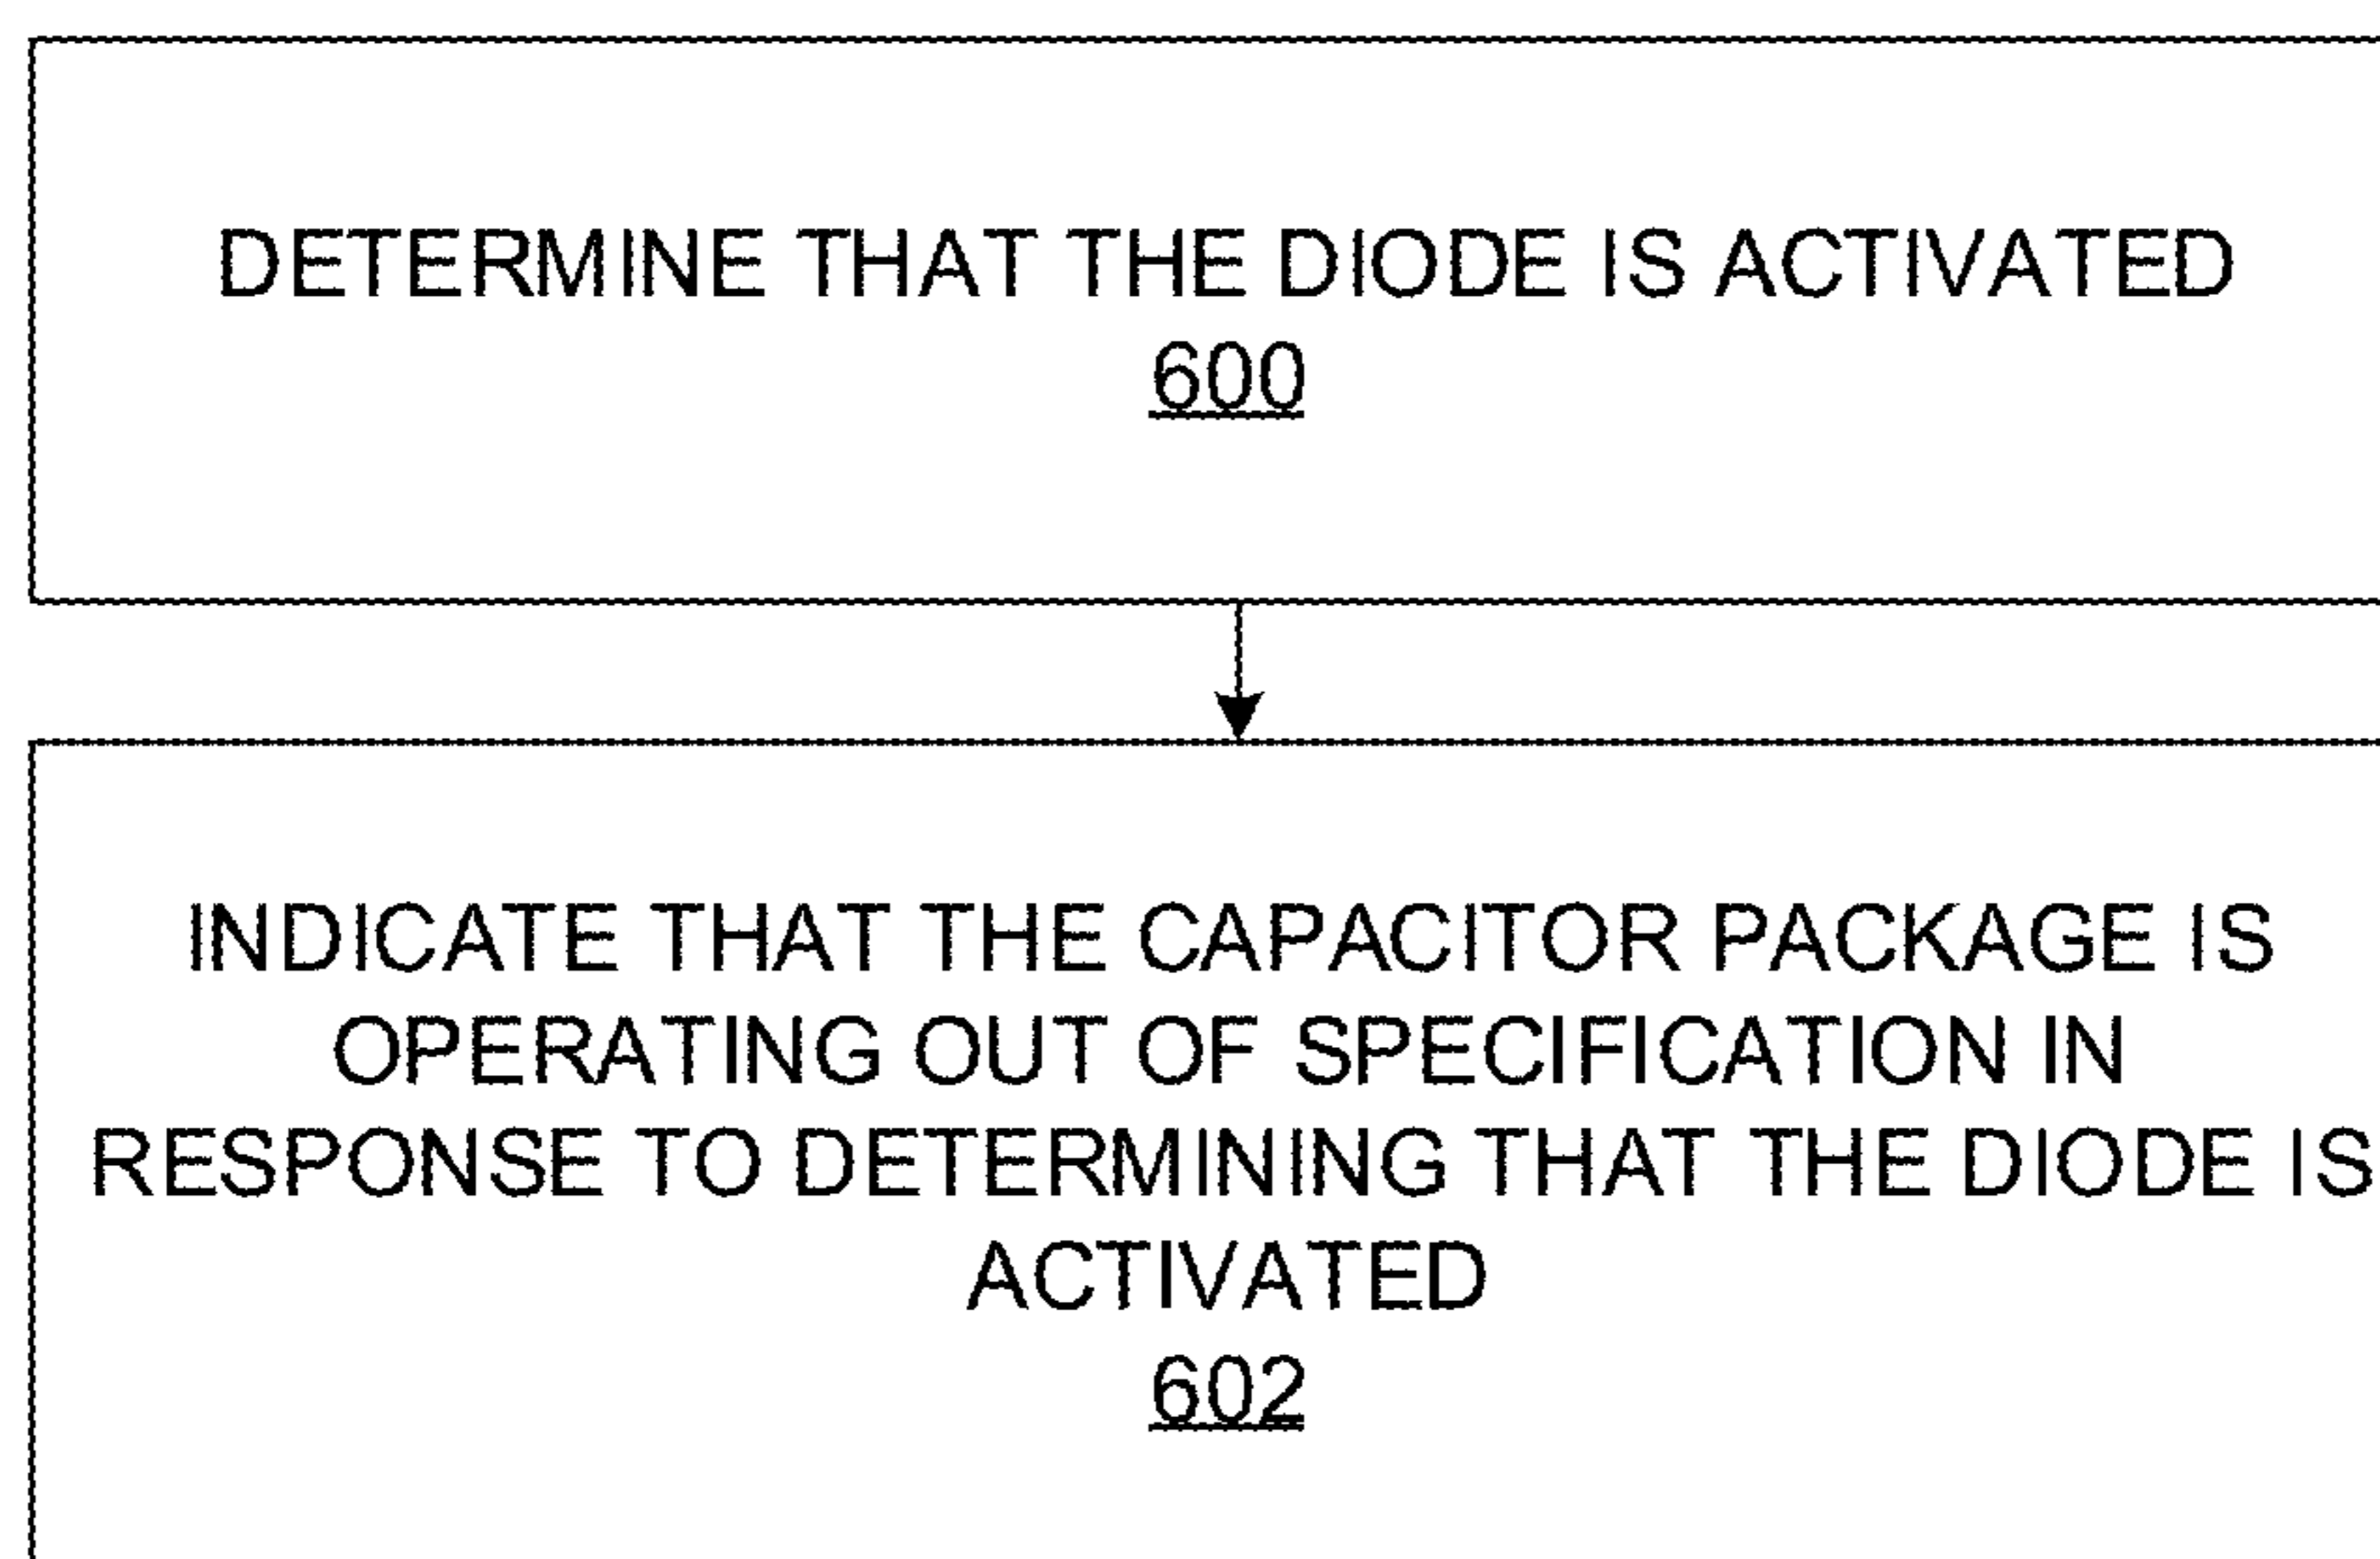 DETERMINE THAT THE DIODE IS ACTIVATED
600
INDICATE THAT THE CAPACITOR PACKAGE IS
OPERATING OUT OF SPECIFICATION IN
RESPONSE TO DETERMINING THAT THE DIODE IS
ACTIVATED
602